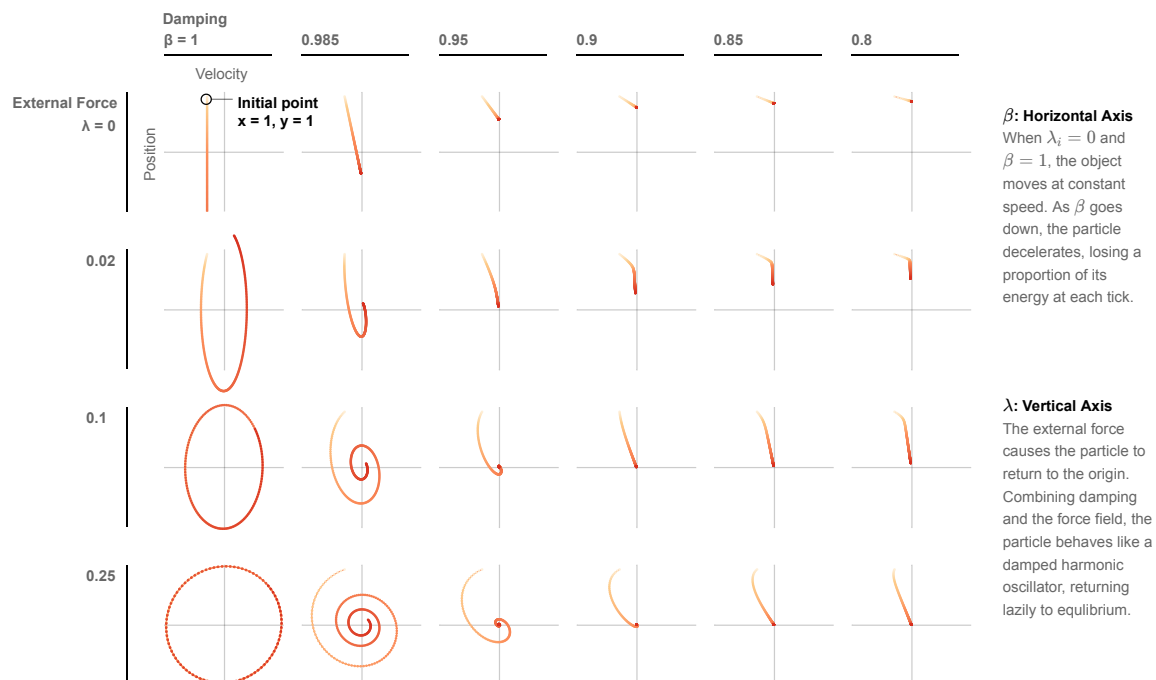 Damping
β = 1
0.985
0.95
0.9
0.85
0.8
Velocity
External Force
λ = 0
Initial point
x = 1, y = 1
Position
0.02
0.1
0.25
β: Horizontal Axis
When λᵢ = 0 and
β = 1, the object
moves at constant
speed. As β goes
down, the particle
decelerates, losing a
proportion of its
energy at each tick.
λ: Vertical Axis
The external force
causes the particle to
return to the origin.
Combining damping
and the force field, the
particle behaves like a
damped harmonic
oscillator, returning
lazily to equlibrium.